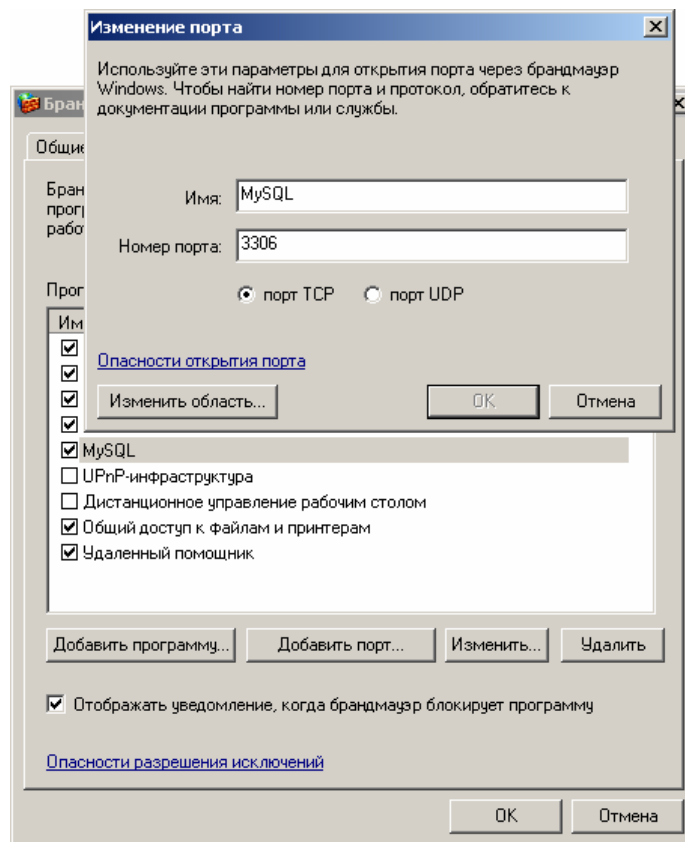 Изменение порта
Используйте эти параметры для открытия порта через брандмауэр
Windows. Чтобы найти номер порта и протокол, обратитесь к
документации программы или службы.
Имя: MySQL
Номер порта: 3306
порт TCP порт UDP
Опасности открытия порта
Изменить область... OK Отмена
MySQL
UPnP-инфраструктура
Дистанционное управление рабочим столом
Общий доступ к файлам и принтерам
Удаленный помощник
Добавить программу... Добавить порт... Изменить... Удалить
Отображать уведомление, когда брандмауэр блокирует программу
Опасности разрешения исключений
OK Отмена